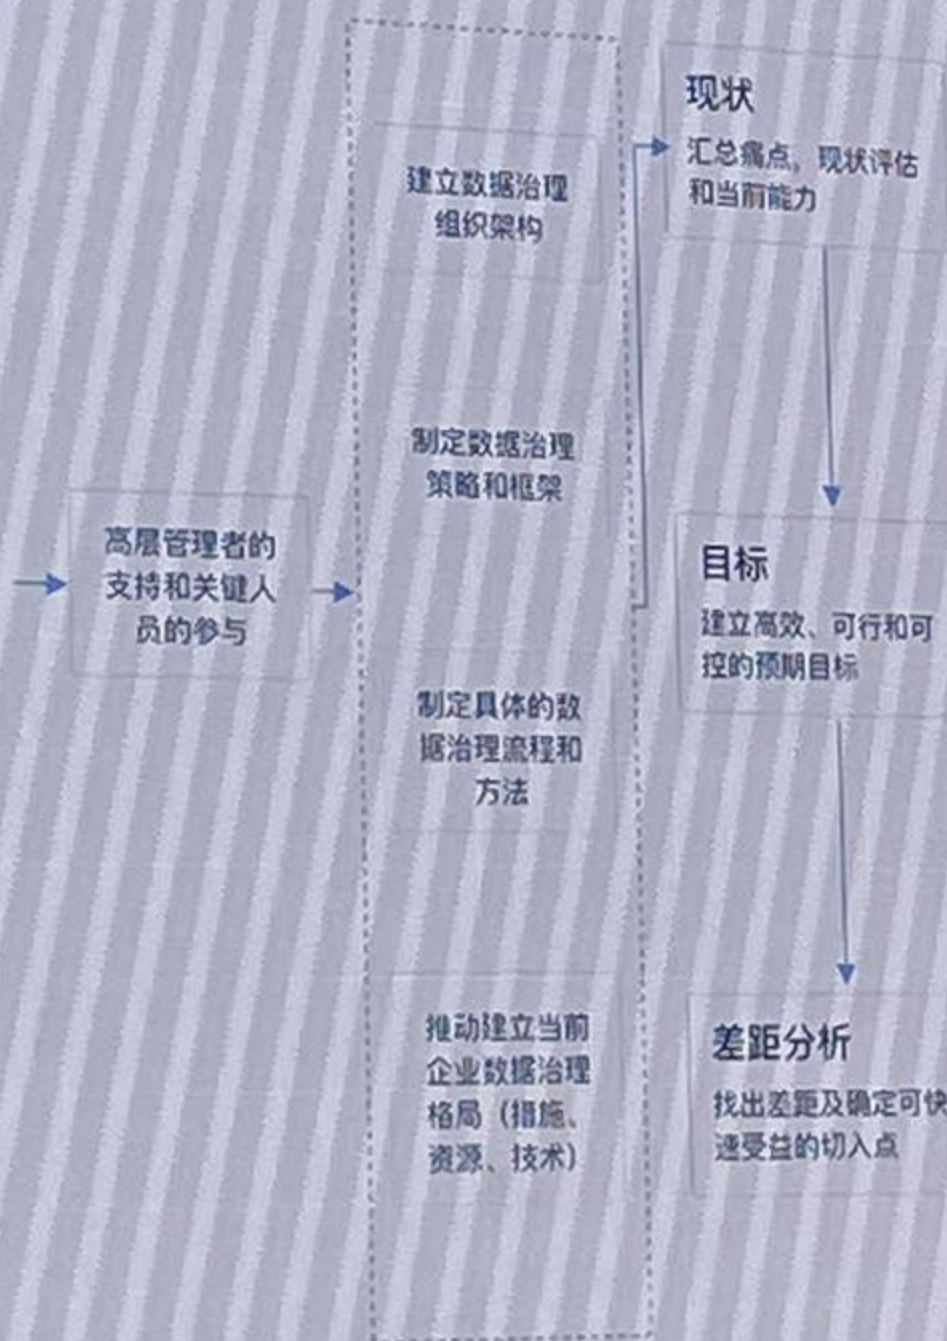 高层管理者的
支持和关键人
员的参与
建立数据治理
组织架构
制定数据治理
策略和框架
制定具体的数
据治理流程和
方法
推动建立当前
企业数据治理
格局（措施、
资源、技术）
现状
汇总痛点，现状评估
和当前能力
目标
建立高效、可行和可
控的预期目标
差距分析
找出差距及确定可快
速受益的切入点